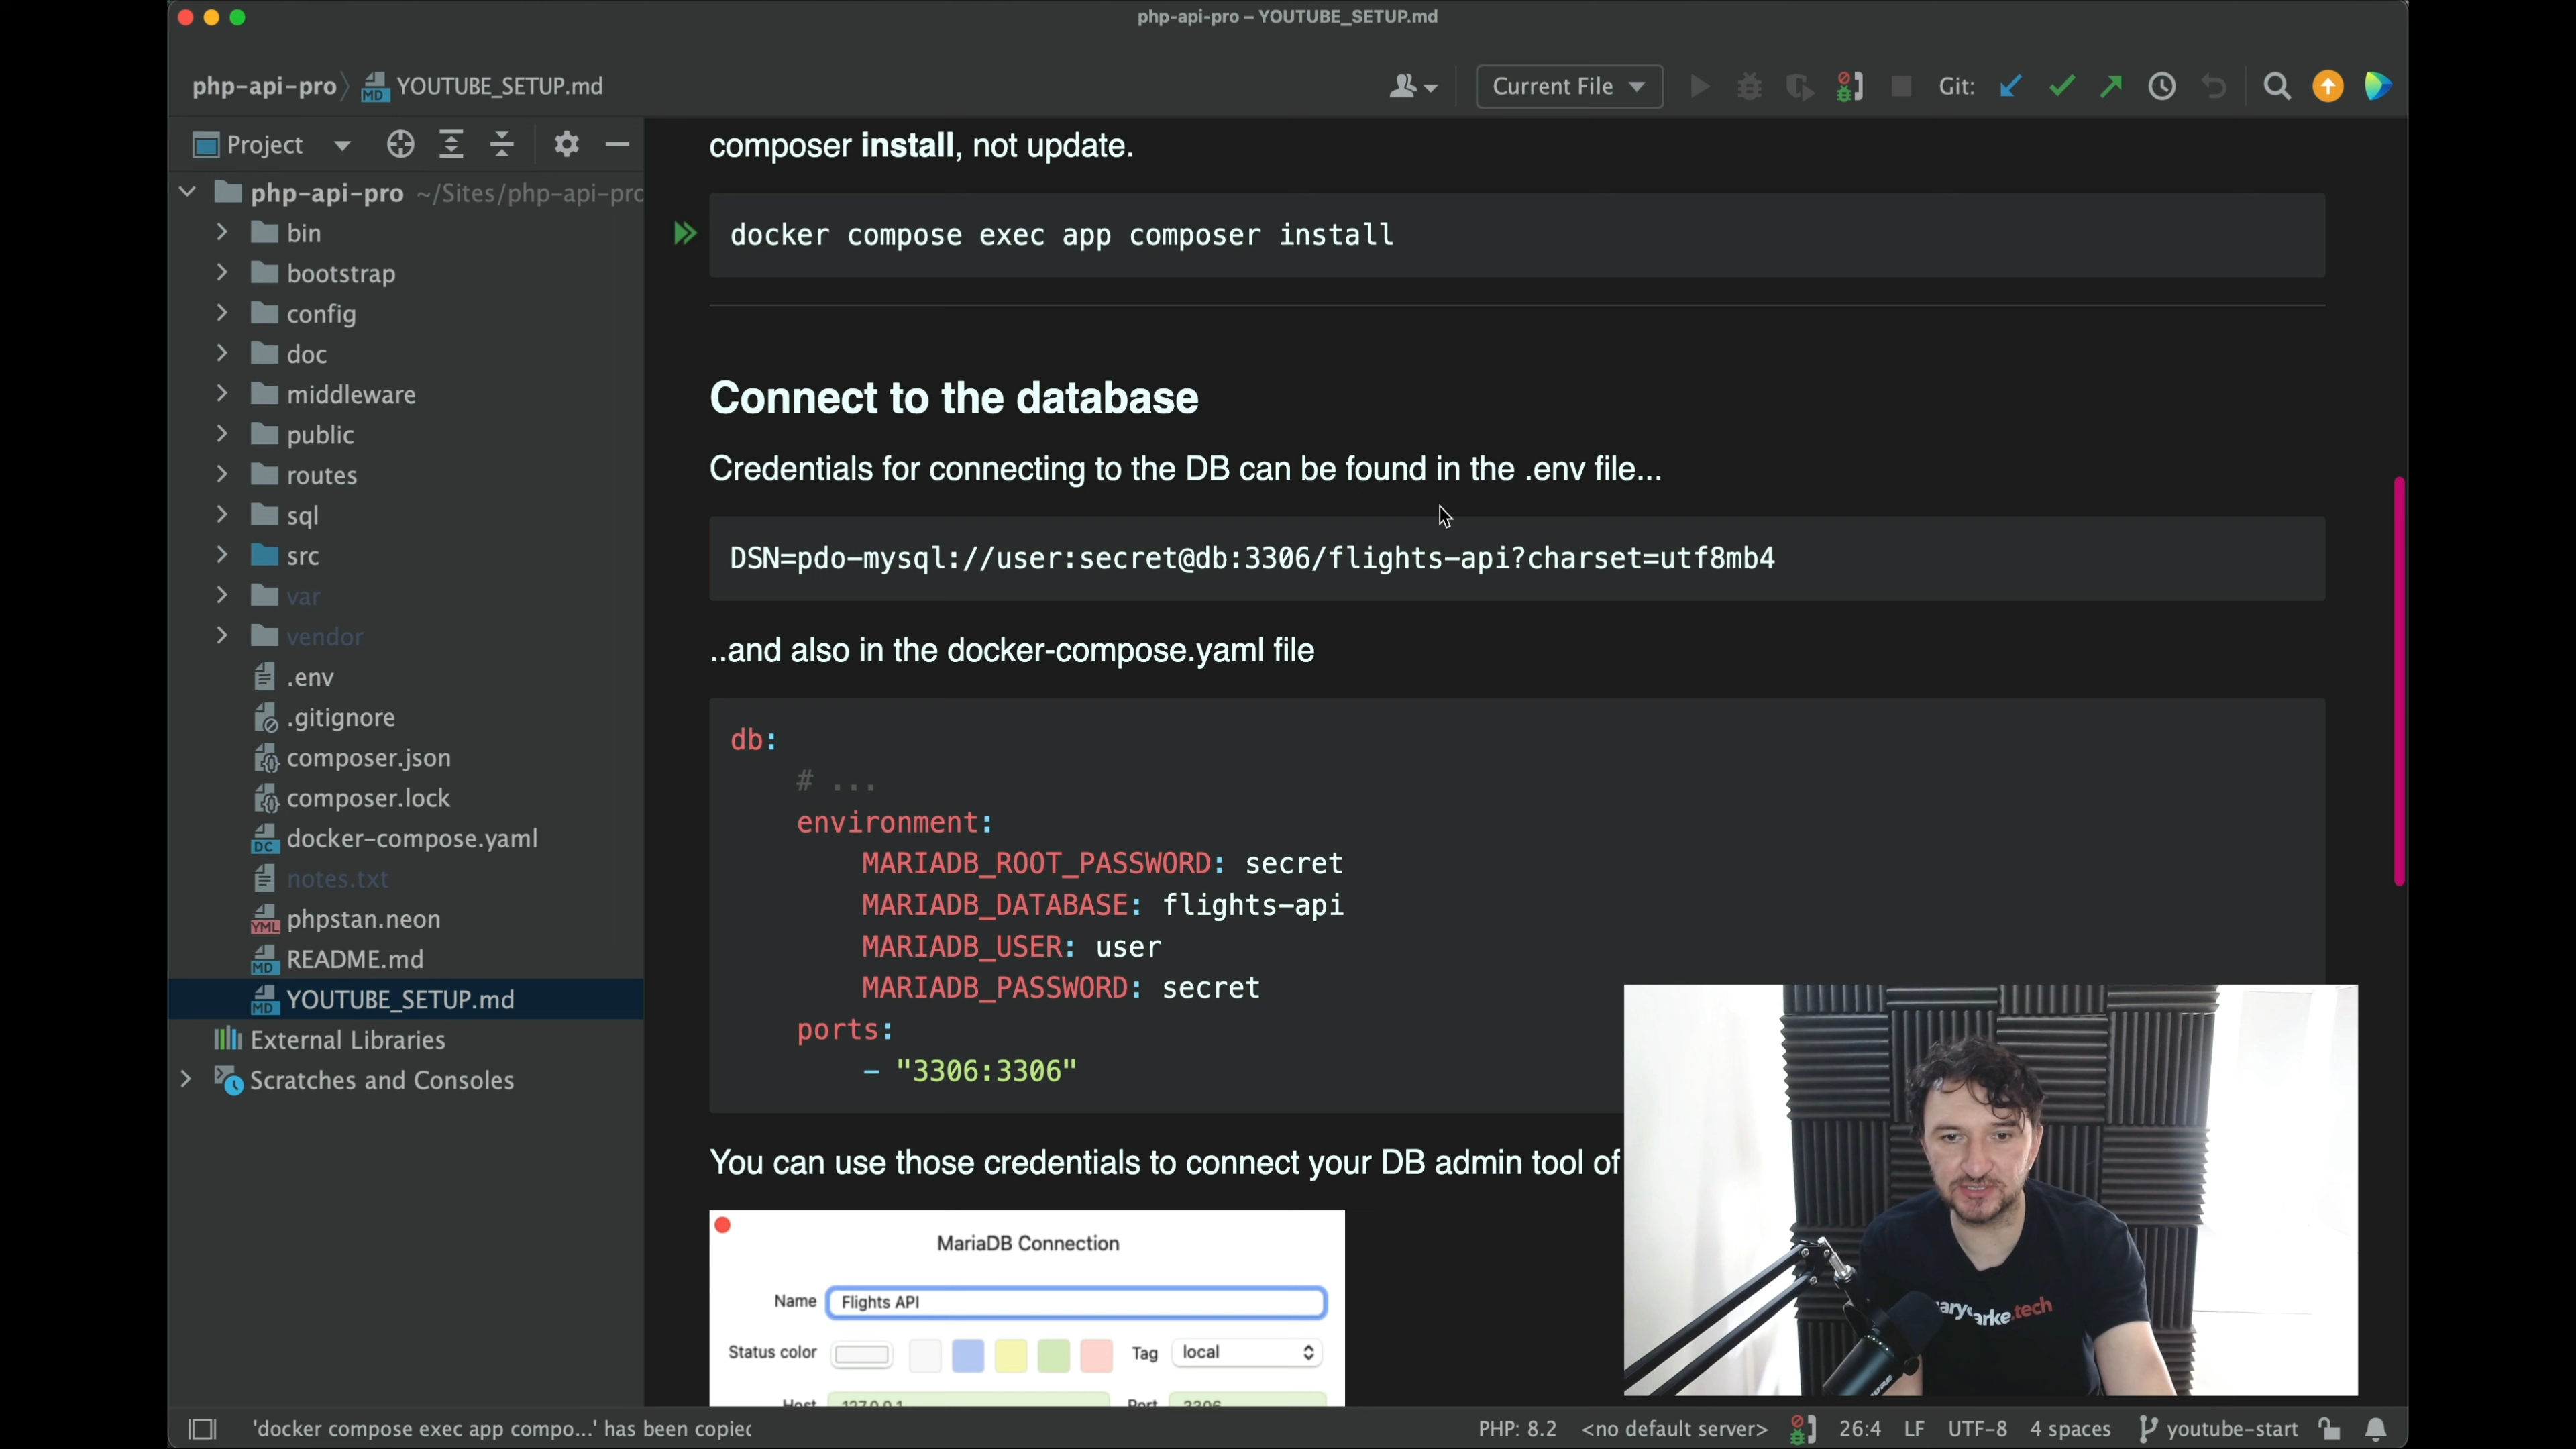 php-api-pro – YOUTUBE_SETUP.md
php-api-pro
YOUTUBE_SETUP.md
Current File
Git:
Project
php-api-pro ~/Sites/php-api-pro
bin
bootstrap
config
doc
middleware
public
routes
sql
src
var
vendor
.env
.gitignore
composer.json
composer.lock
docker-compose.yaml
notes.txt
phpstan.neon
README.md
YOUTUBE_SETUP.md
External Libraries
Scratches and Consoles
composer install, not update.
docker compose exec app composer install
Connect to the database
Credentials for connecting to the DB can be found in the .env file...
DSN=pdo-mysql://user:secret@db:3306/flights-api?charset=utf8mb4
..and also in the docker-compose.yaml file
db:
# ...
environment:
MARIADB_ROOT_PASSWORD: secret
MARIADB_DATABASE: flights-api
MARIADB_USER: user
MARIADB_PASSWORD: secret
ports:
- "3306:3306"
You can use those credentials to connect your DB admin tool of
MariaDB Connection
Name
Flights API
Status color
Tag
local
Host
127.0.0.1
Port
3306
'docker compose exec app compo...' has been copied
PHP: 8.2
<no default server>
26:4
LF
UTF-8
4 spaces
youtube-start